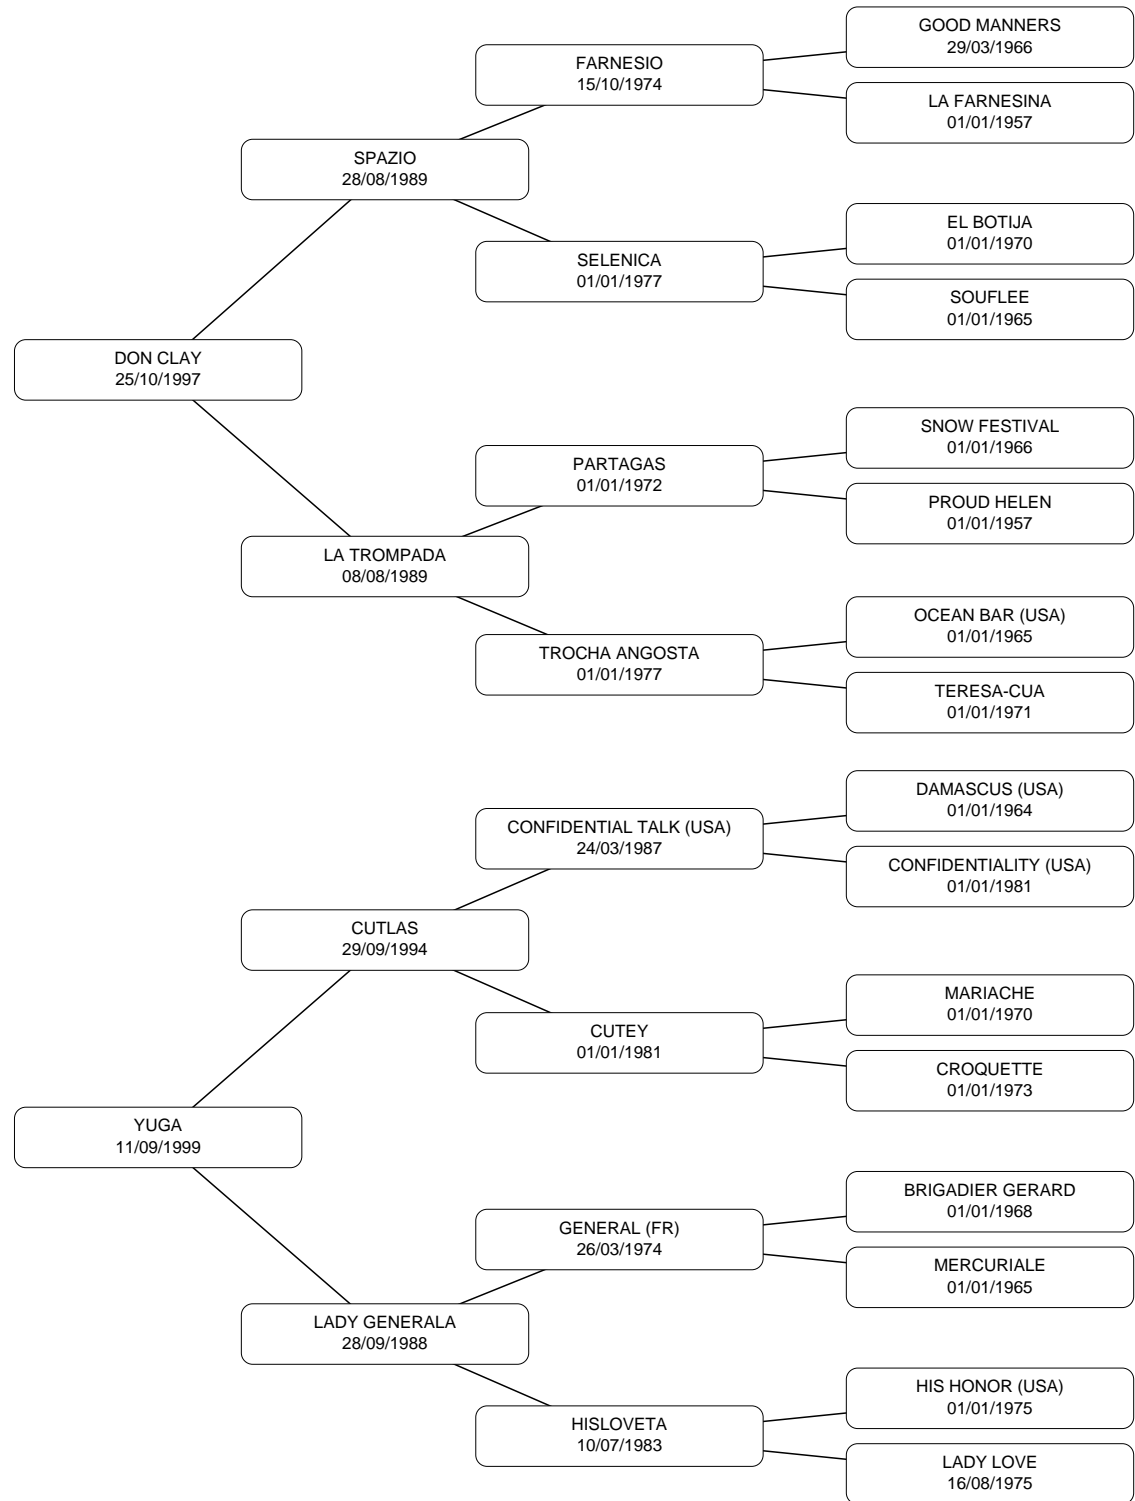 GOOD MANNERS
29/03/1966
FARNESIO
15/10/1974
LA FARNESINA
01/01/1957
SPAZIO
28/08/1989
EL BOTIJA
01/01/1970
SELENICA
01/01/1977
SOUFLEE
01/01/1965
DON CLAY
25/10/1997
SNOW FESTIVAL
01/01/1966
PARTAGAS
01/01/1972
PROUD HELEN
01/01/1957
LA TROMPADA
08/08/1989
OCEAN BAR (USA)
01/01/1965
TROCHA ANGOSTA
01/01/1977
TERESA-CUA
01/01/1971
DAMASCUS (USA)
01/01/1964
CONFIDENTIAL TALK (USA)
24/03/1987
CONFIDENTIALITY (USA)
01/01/1981
CUTLAS
29/09/1994
MARIACHE
01/01/1970
CUTEY
01/01/1981
CROQUETTE
01/01/1973
YUGA
11/09/1999
BRIGADIER GERARD
01/01/1968
GENERAL (FR)
26/03/1974
MERCURIALE
01/01/1965
LADY GENERALA
28/09/1988
HIS HONOR (USA)
01/01/1975
HISLOVETA
10/07/1983
LADY LOVE
16/08/1975